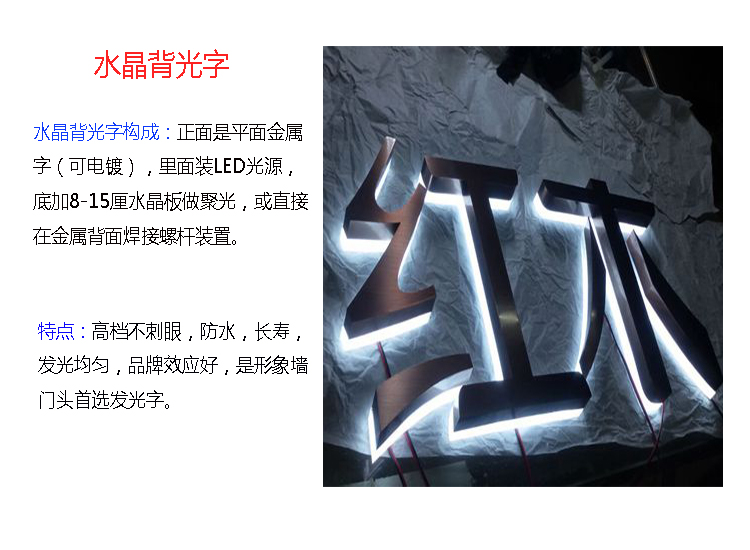 水晶背光字
水晶背光字构成：正面是平面金属
字（可电镀），里面装LED光源，
底加8-15厘水晶板做聚光，或直接
在金属背面焊接螺杆装置。
特点：高档不刺眼，防水，长寿，
发光均匀，品牌效应好，是形象墙
门头首选发光字。
红木